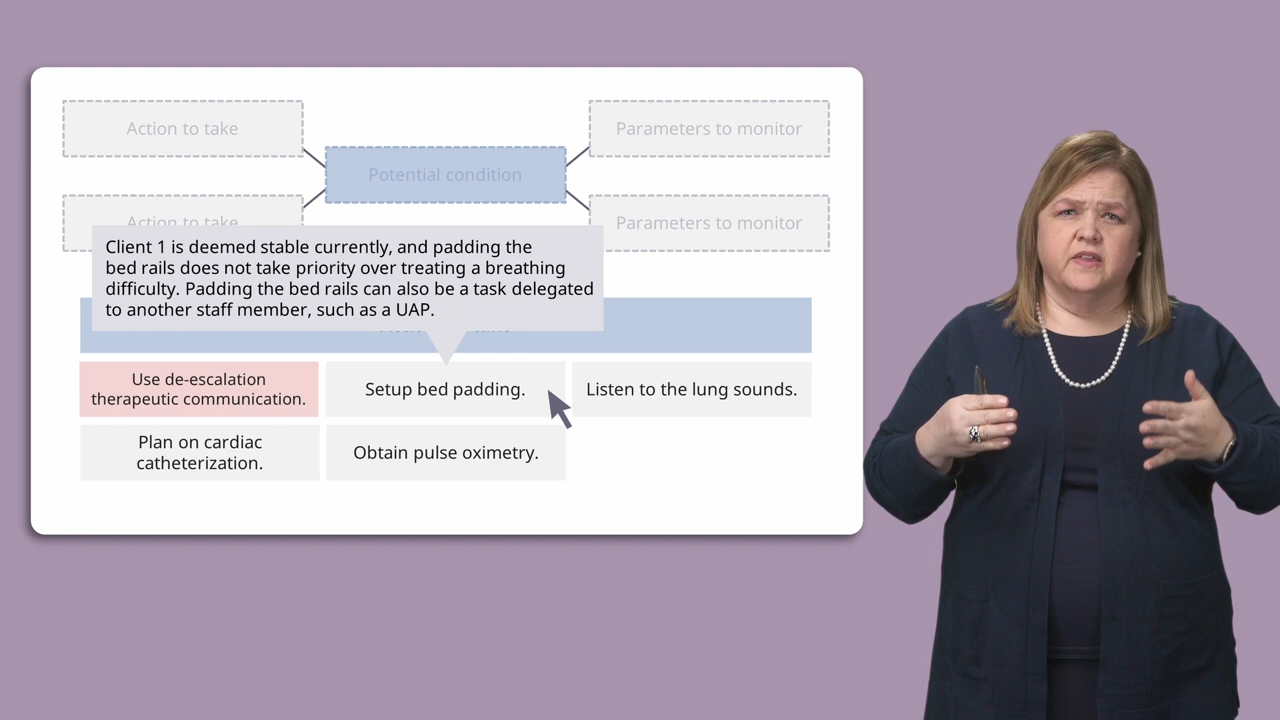 Action to take
Parameters to monitor
Potential condition
Action to take
Parameters to monitor
Client 1 is deemed stable currently, and padding the
bed rails does not take priority over treating a breathing
difficulty. Padding the bed rails can also be a task delegated
to another staff member, such as a UAP.
Use de-escalation
therapeutic communication.
Setup bed padding.
Listen to the lung sounds.
Plan on cardiac
catheterization.
Obtain pulse oximetry.